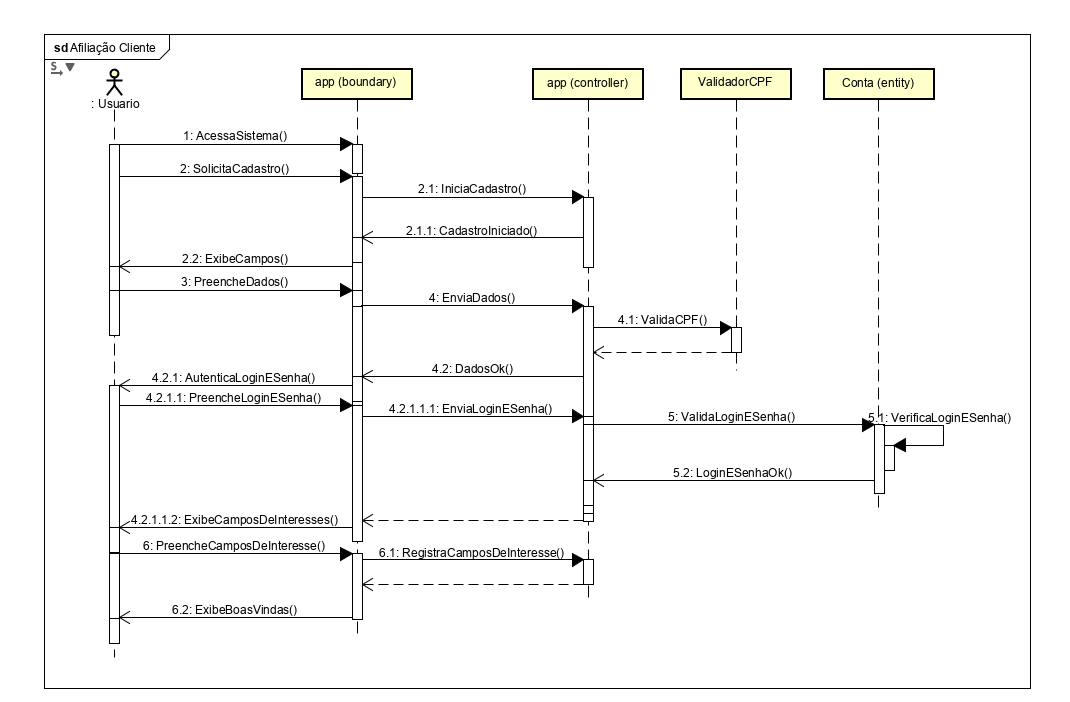 sd Afiliação Cliente
S
: Usuario
app (boundary)
app (controller)
ValidadorCPF
Conta (entity)
1: AcessaSistema()
2: SolicitaCadastro()
2.1: IniciaCadastro()
2.1.1: CadastroIniciado()
2.2: ExibeCampos()
3: PreencheDados()
4: EnviaDados()
4.1: ValidaCPF()
4.2: DadosOk()
4.2.1: AutenticaLoginESenha()
4.2.1.1: PreencheLoginESenha()
4.2.1.1.1: EnviaLoginESenha()
5: ValidaLoginESenha()
5.1: VerificaLoginESenha()
5.2: LoginESenhaOk()
4.2.1.1.2: ExibeCamposDeInteresses()
6: PreencheCamposDeInteresse()
6.1: RegistraCamposDeInteresse()
6.2: ExibeBoasVindas()